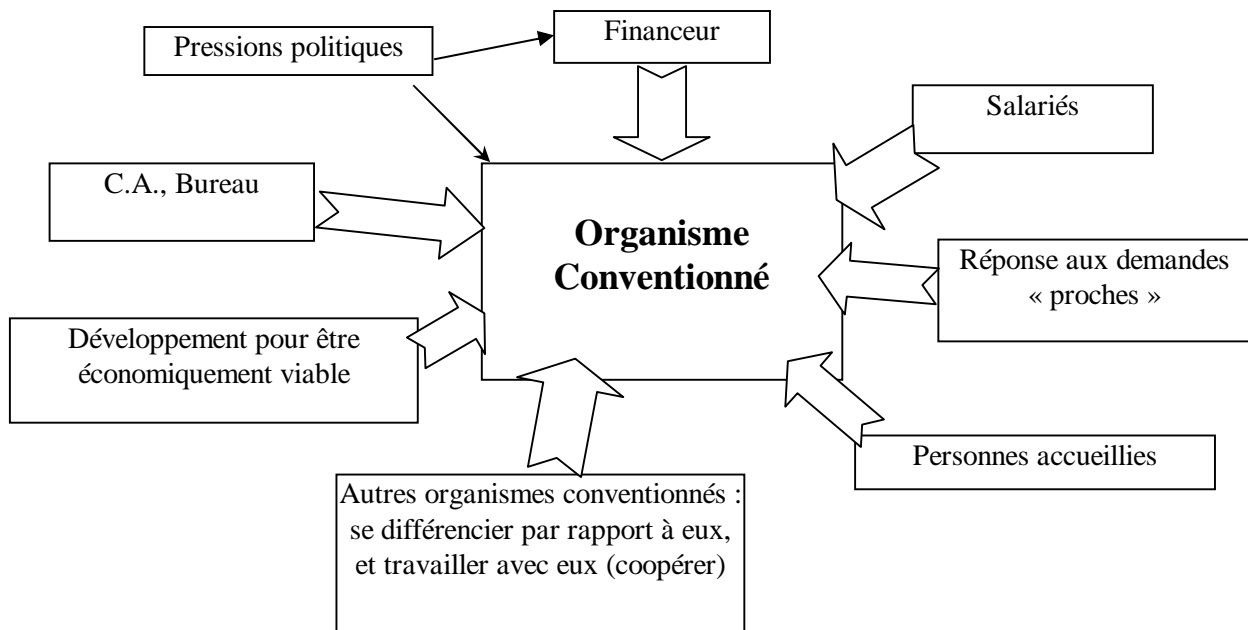 Pressions politiques
Financeur
Salariés
C.A., Bureau
Organisme
Conventionné
Réponse aux demandes
« proches »
Développement pour être
économiquement viable
Personnes accueillies
Autres organismes conventionnés :
se différencier par rapport à eux,
et travailler avec eux (coopérer)